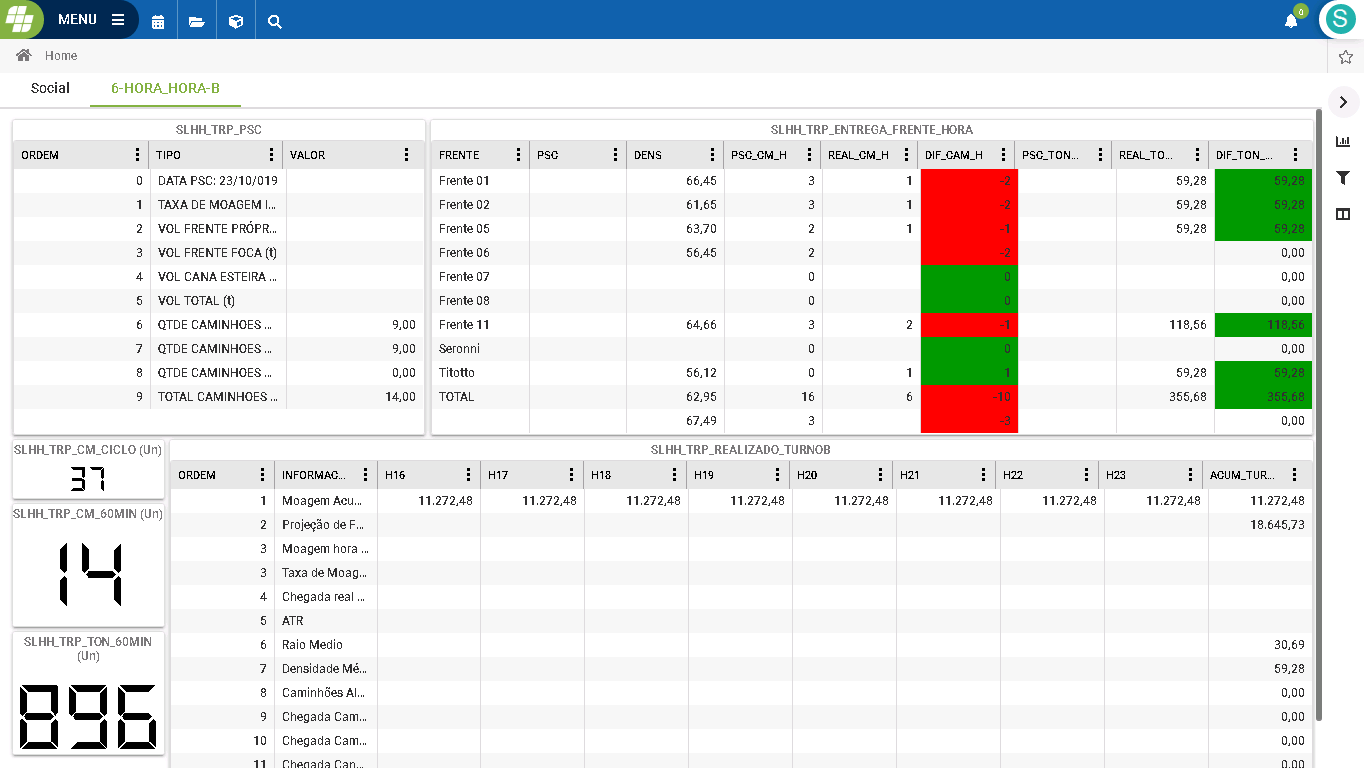 MENU
0
S
Home
Social 6-HORA_HORA-B
SLHH_TRP_PSC
ORDEM TIPO VALOR
0 DATA PSC: 23/10/019
1 TAXA DE MOAGEM I...
2 VOL FRENTE PRÓPR...
3 VOL FRENTE FOCA (t)
4 VOL CANA ESTEIRA ...
5 VOL TOTAL (t)
6 QTDE CAMINHOES ... 9,00
7 QTDE CAMINHOES ... 9,00
8 QTDE CAMINHOES ... 0,00
9 TOTAL CAMINHOES ... 14,00
SLHH_TRP_ENTREGA_FRENTE_HORA
FRENTE PSC DENS PSC_CM_H REAL_CM_H DIF_CAM_H PSC_TON... REAL_TO... DIF_TON_...
Frente 01 66,45 3 1 -2 59,28 59,28
Frente 02 61,65 3 1 -2 59,28 59,28
Frente 05 63,70 2 1 -1 59,28 59,28
Frente 06 56,45 2 -2 0,00
Frente 07 0 0 0,00
Frente 08 0 0 0,00
Frente 11 64,66 3 2 -1 118,56 118,56
Seronni 0 0 0,00
Titotto 56,12 0 1 1 59,28 59,28
TOTAL 62,95 16 6 -10 355,68 355,68
67,49 3 3 0,00
SLHH_TRP_CM_CICLO (Un)
37
SLHH_TRP_CM_60MIN (Un)
14
SLHH_TRP_TON_60MIN
(Un)
896
SLHH_TRP_REALIZADO_TURNOB
ORDEM INFORMAC... H16 H17 H18 H19 H20 H21 H22 H23 ACUM_TUR...
1 Moagem Acu... 11.272,48 11.272,48 11.272,48 11.272,48 11.272,48 11.272,48 11.272,48 11.272,48 11.272,48
2 Projeção de F... 18.645,73
3 Moagem hora ...
3 Taxa de Moag...
4 Chegada real ...
5 ATR
6 Raio Medio 30,69
7 Densidade Mé... 59,28
8 Caminhões Al... 0,00
9 Chegada Cam... 0,00
10 Chegada Cam... 0,00
11 Chegada Can... 0,00